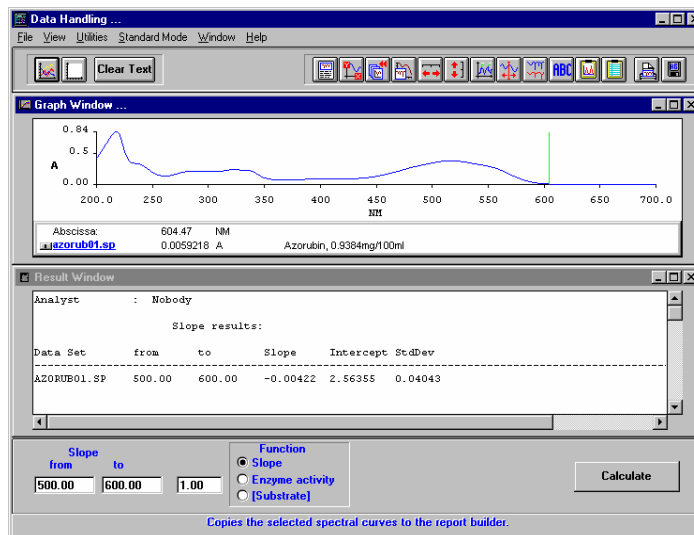 Data Handling ...
File View Utilities Standard Mode Window Help
Clear Text ABC
Graph Window ...
0.84
0.5
A
0.00
200.0 250 300 350 400 450 500 550 600 650 700.0
NM
Abscissa: 604.47 NM
azorub01.sp 0.0059218 A Azorubin, 0.9384mg/100ml
Result Window
Analyst : Nobody
Slope results:
Data Set from to Slope Intercept StdDev
AZORUB01.SP 500.00 600.00 -0.00422 2.56355 0.04043
Slope Function
from to Slope
500.00 600.00 1.00 Enzyme activity
[Substrate]
Calculate
Copies the selected spectral curves to the report builder.